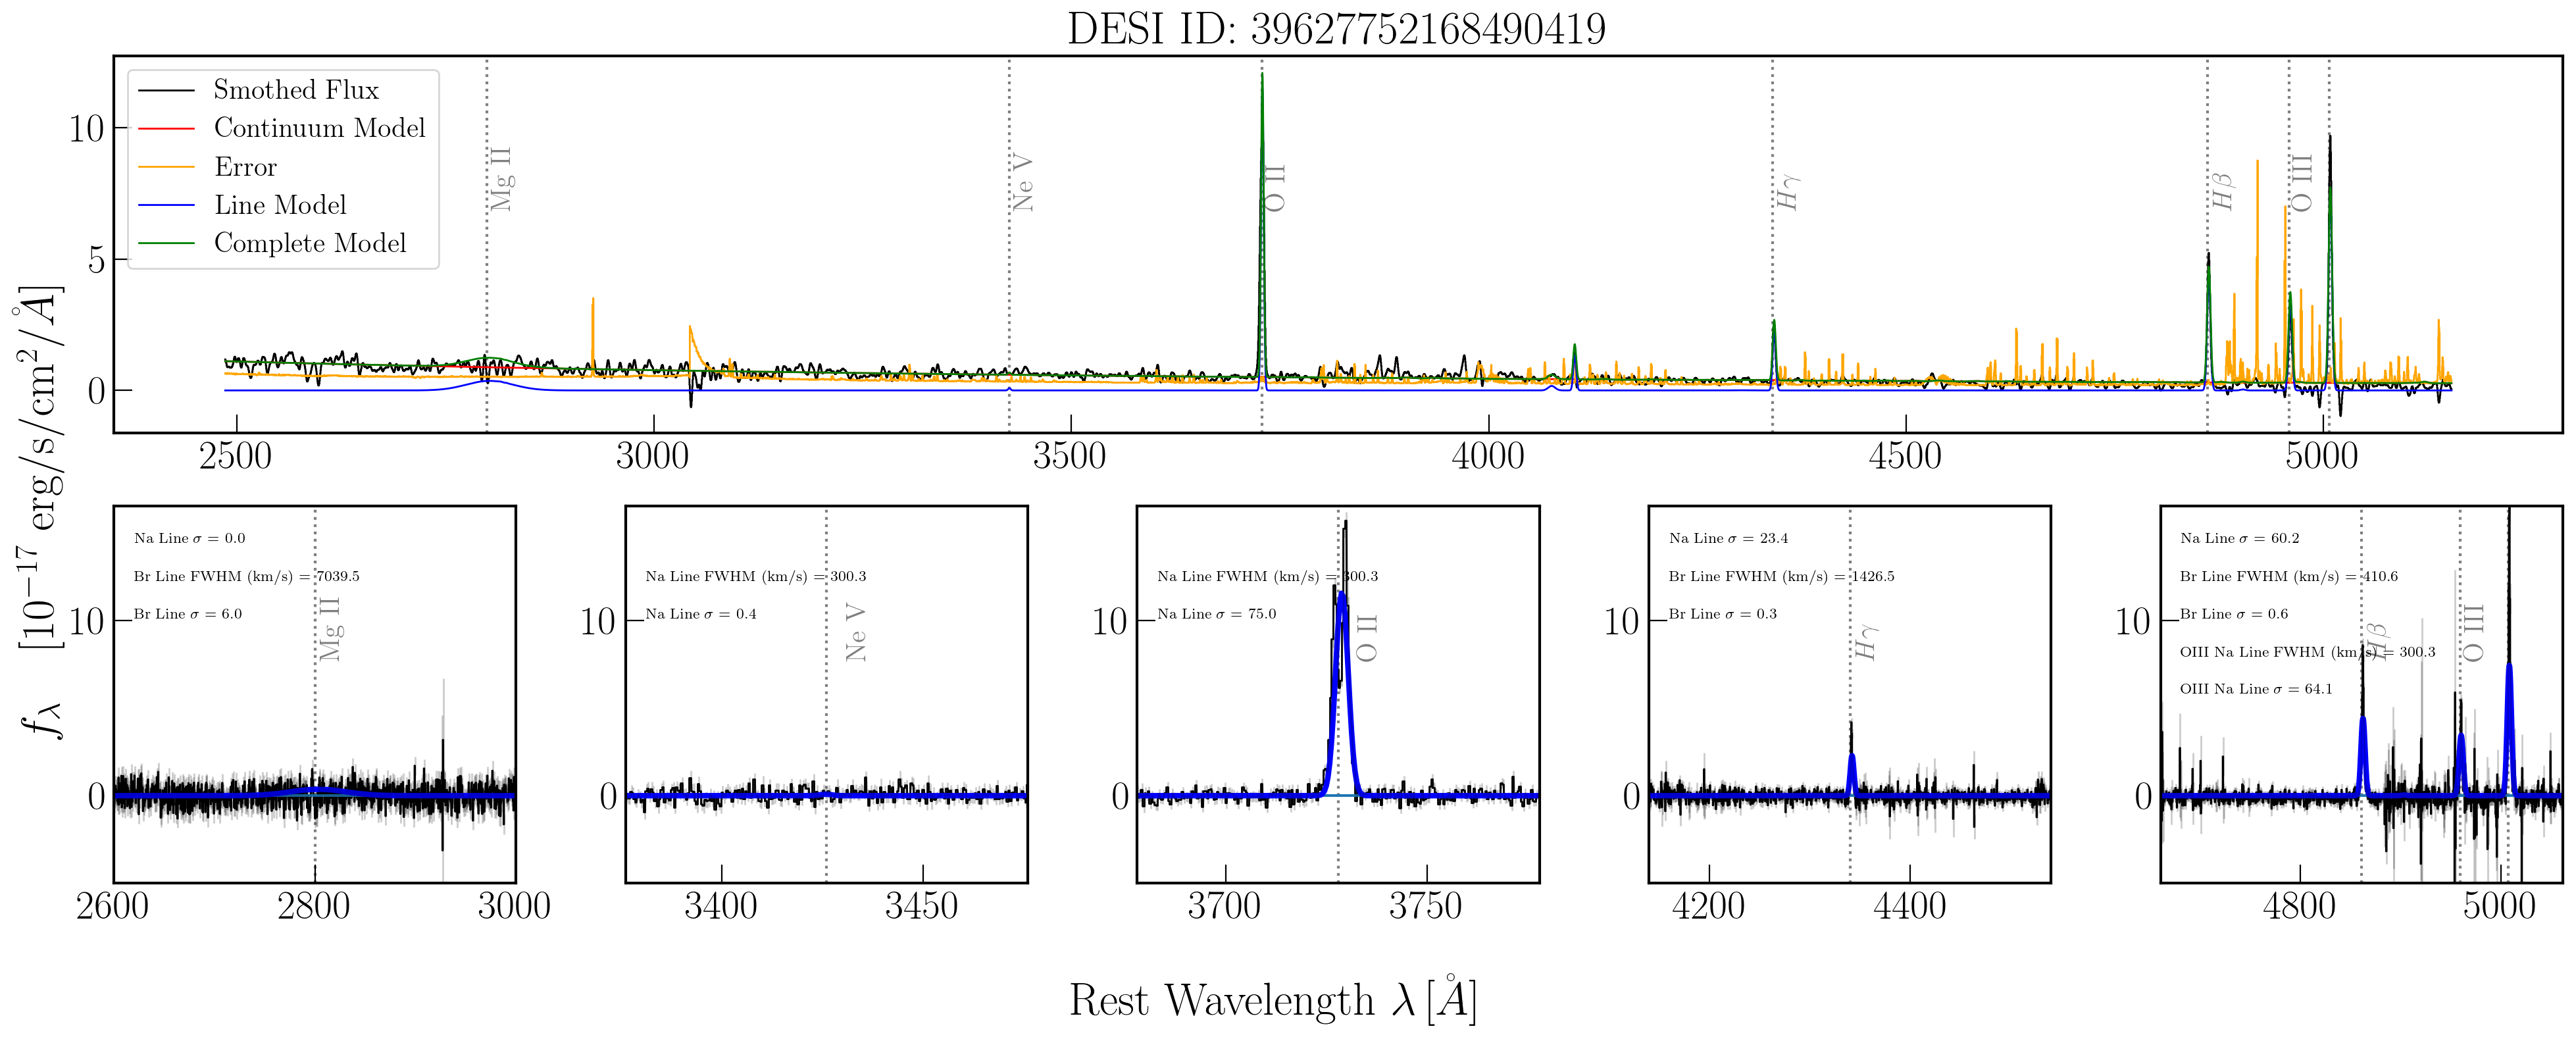 DESI ID: 39627752168490419
Smothed Flux
Continuum Model
Error
Line Model
Complete Model
Mg II
Ne V
O II
Hγ
Hβ
O III
10
5
0
2500 3000 3500 4000 4500 5000
f_λ [10^{-17} erg/s/cm^2/Å]
Na Line σ = 0.0
Br Line FWHM (km/s) = 7039.5
Br Line σ = 6.0
Mg II
10
0
2600 2800 3000
Na Line FWHM (km/s) = 300.3
Na Line σ = 0.4
Ne V
10
0
3400 3450
Na Line FWHM (km/s) = 300.3
Na Line σ = 75.0
O II
10
0
3700 3750
Na Line σ = 23.4
Br Line FWHM (km/s) = 1426.5
Br Line σ = 0.3
Hγ
10
0
4200 4400
Na Line σ = 60.2
Br Line FWHM (km/s) = 410.6
Br Line σ = 0.6
OIII Na Line FWHM (km/s) = 300.3
OIII Na Line σ = 64.1
Hβ
O III
10
0
4800 5000
Rest Wavelength λ [Å]